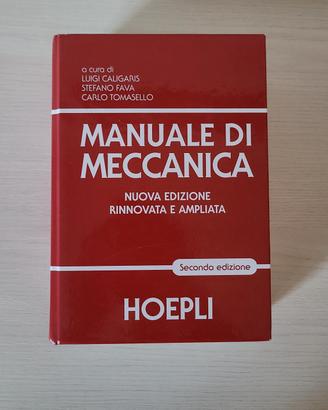 a cura di
LUIGI CALIGARIS
STEFANO FAVA
CARLO TOMASELLO
MANUALE DI
MECCANICA
NUOVA EDIZIONE
RINNOVATA E AMPLIATA
Seconda edizione
HOEPLI